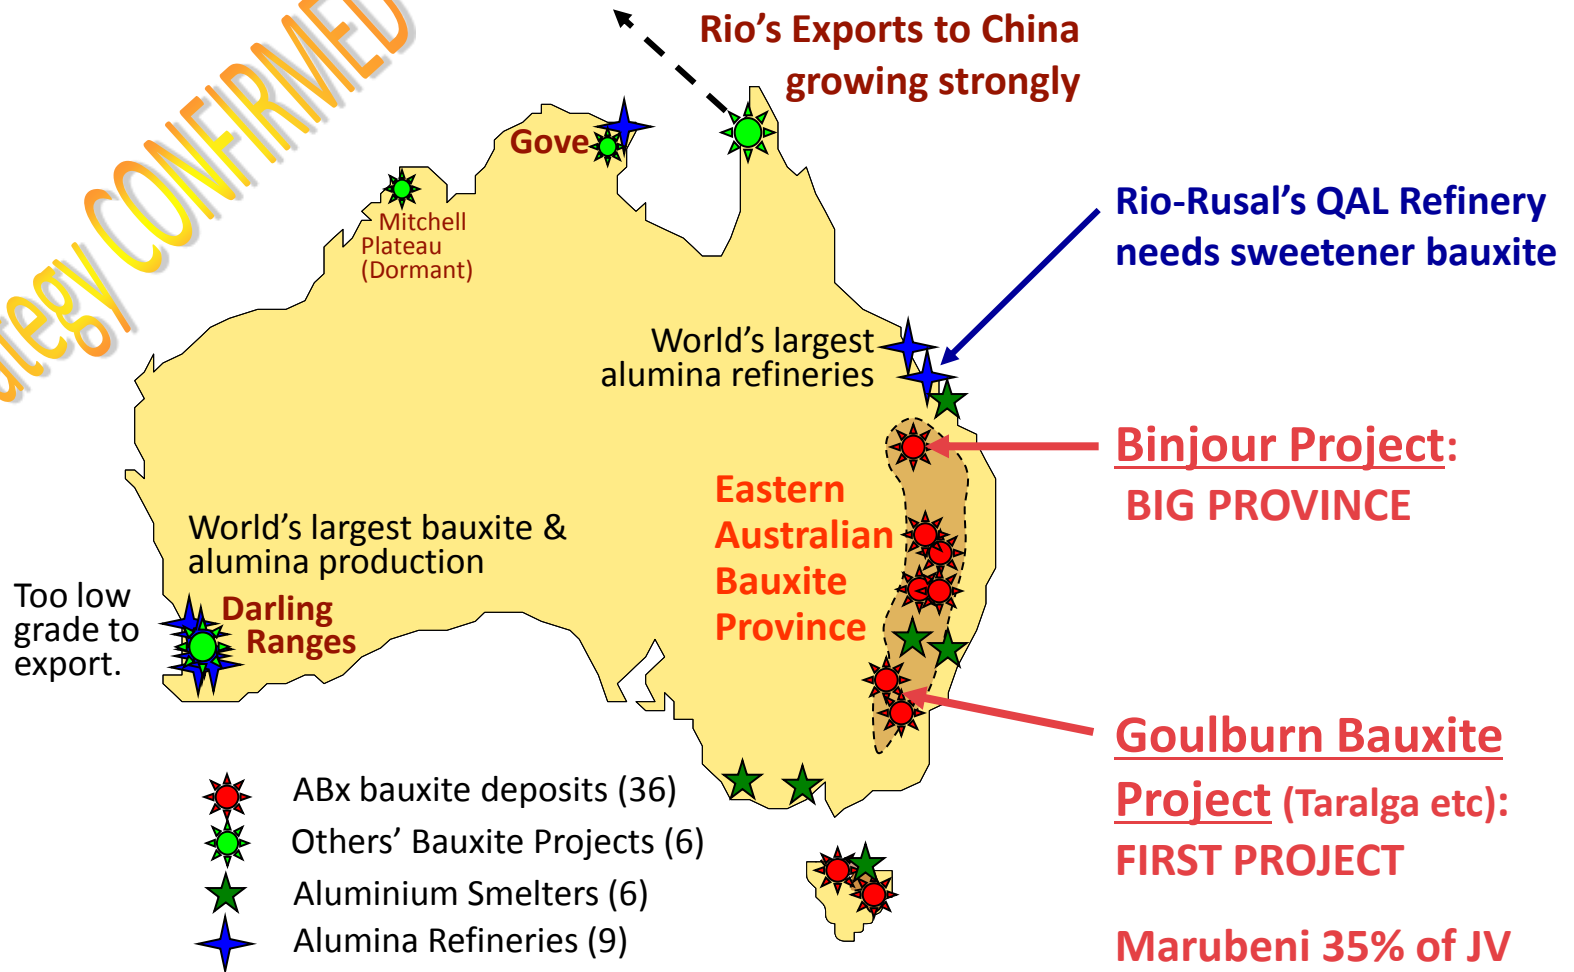 CONFIRMED
Rio’s Exports to China
growing strongly
Gove
Mitchell
Plateau
(Dormant)
Rio-Rusal’s QAL Refinery
needs sweetener bauxite
World’s largest
alumina refineries
Binjour Project:
BIG PROVINCE
Eastern
Australian
Bauxite
Province
World’s largest bauxite &
alumina production
Too low
grade to
export.
Darling
Ranges
Goulburn Bauxite
Project (Taralga etc):
FIRST PROJECT
Marubeni 35% of JV
ABx bauxite deposits (36)
Others’ Bauxite Projects (6)
Aluminium Smelters (6)
Alumina Refineries (9)